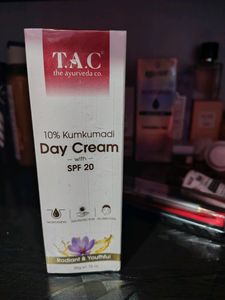 T.A.C
the ayurveda co.
10% Kumkumadi
Day Cream
with
SPF 20
Radiant & Youthful